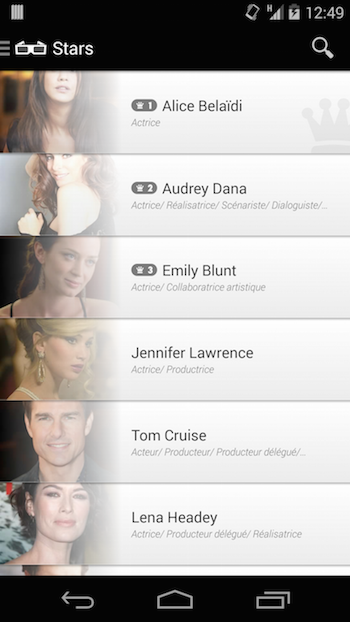 12:49
Stars
1 Alice Belaïdi
Actrice
2 Audrey Dana
Actrice/ Réalisatrice/ Scénariste/ Dialoguiste/...
3 Emily Blunt
Actrice/ Collaboratrice artistique
Jennifer Lawrence
Actrice/ Productrice
Tom Cruise
Acteur/ Producteur/ Producteur délégué/...
Lena Headey
Actrice/ Producteur délégué/ Réalisatrice